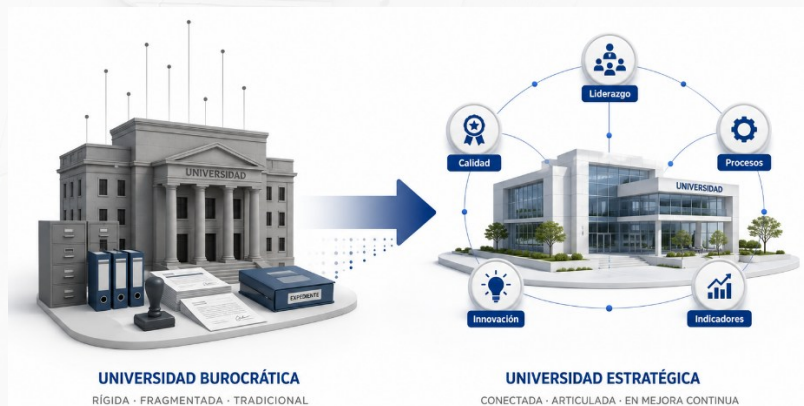 UNIVERSIDAD
EXPEDIENTE
UNIVERSIDAD BUROCRÁTICA
RÍGIDA · FRAGMENTADA · TRADICIONAL
Liderazgo
Calidad
Procesos
UNIVERSIDAD
Innovación
Indicadores
UNIVERSIDAD ESTRATÉGICA
CONECTADA · ARTICULADA · EN MEJORA CONTINUA